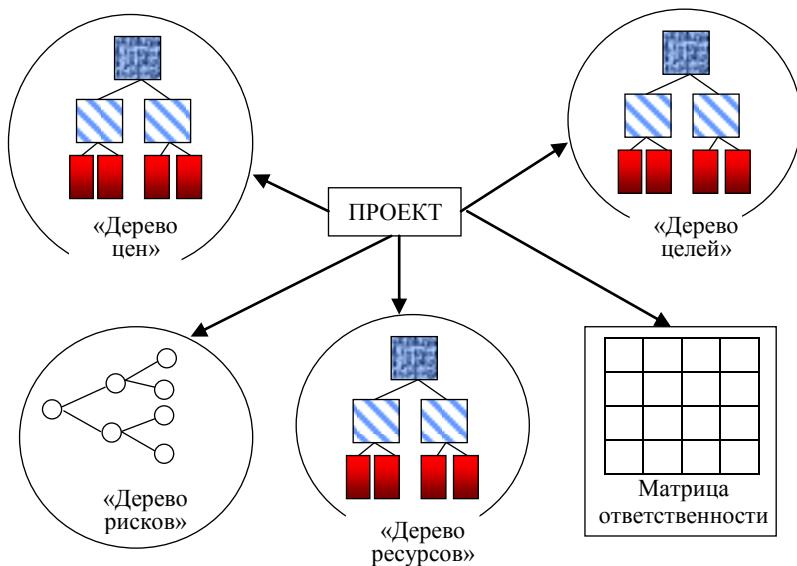 ПРОЕКТ
«Дерево
цен»
«Дерево
целей»
«Дерево
рисков»
«Дерево
ресурсов»
Матрица
ответственности